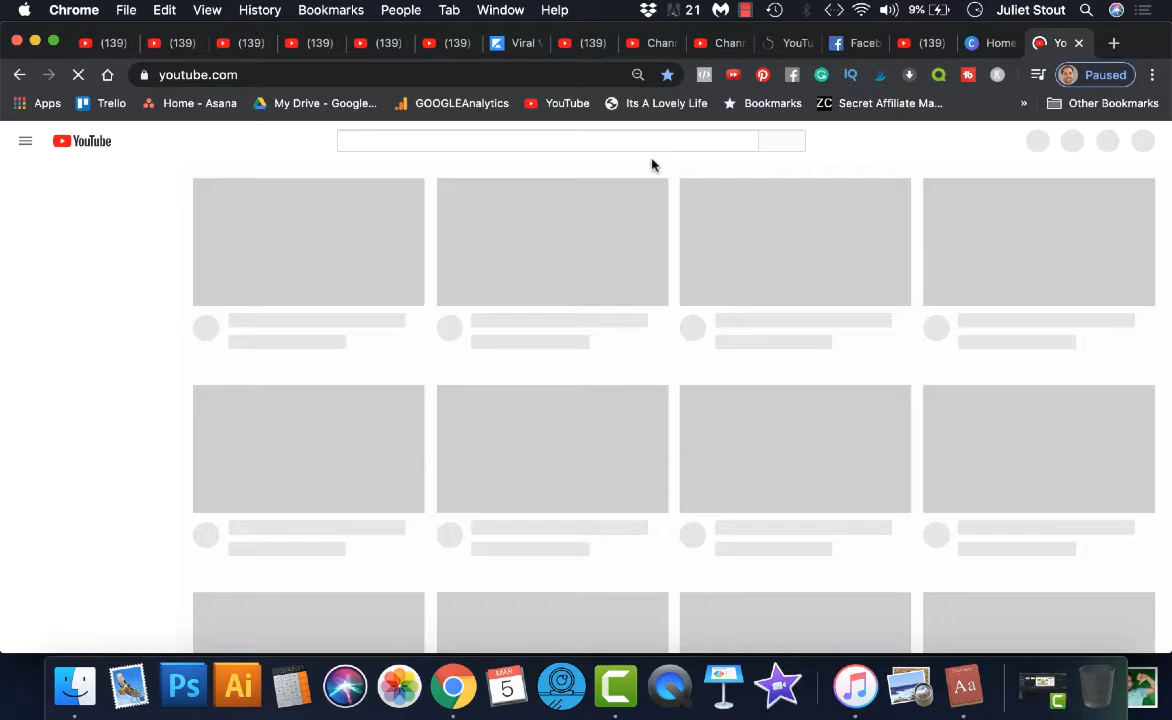 Chrome File Edit View History Bookmarks People Tab Window Help 21 9% Juliet Stout
(139) (139) (139) (139) (139) (139) Viral (139) Chann Chann YouTu Faceb (139) Home Yo
youtube.com IQ Paused
Apps Trello Home - Asana My Drive - Google... GOOGLEAnalytics YouTube Its A Lovely Life Bookmarks ZC Secret Affiliate Ma... » Other Bookmarks
YouTube
Ps Ai 5 Aa